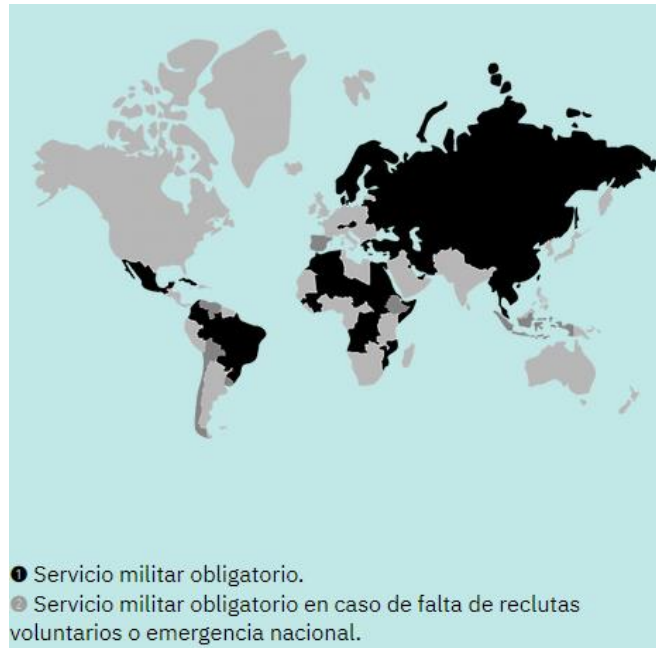 ❶ Servicio militar obligatorio.
❷ Servicio militar obligatorio en caso de falta de reclutas
voluntarios o emergencia nacional.